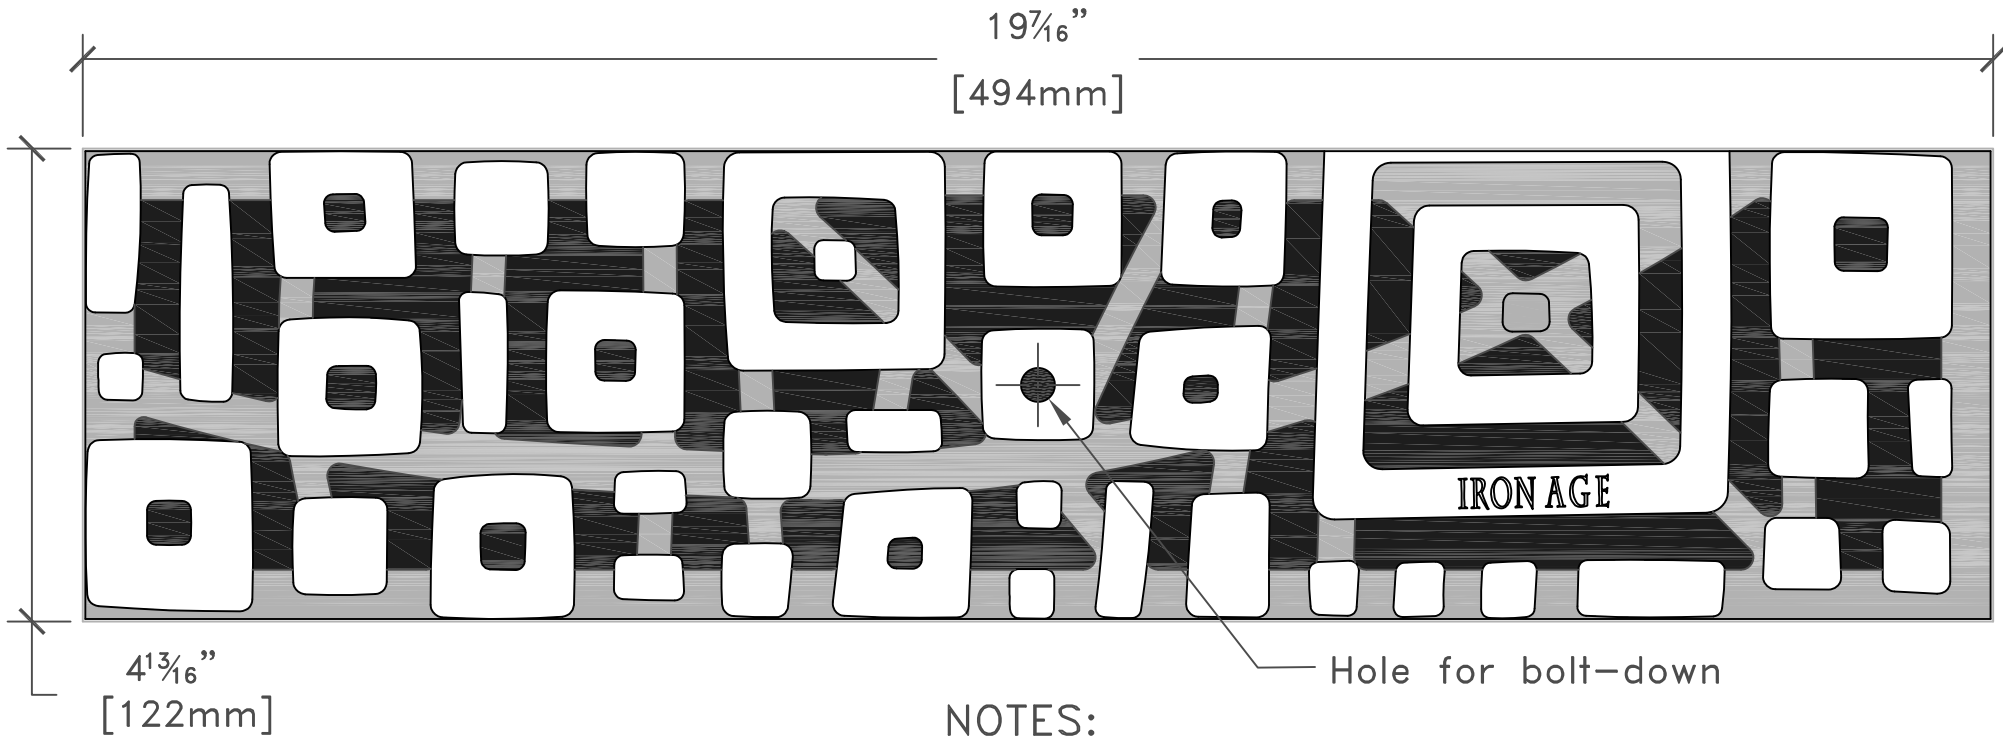 19⁷⁄₁₆”
[494mm]
IRON AGE
4¹³⁄₁₆”
[122mm]
Hole for bolt-down
NOTES: